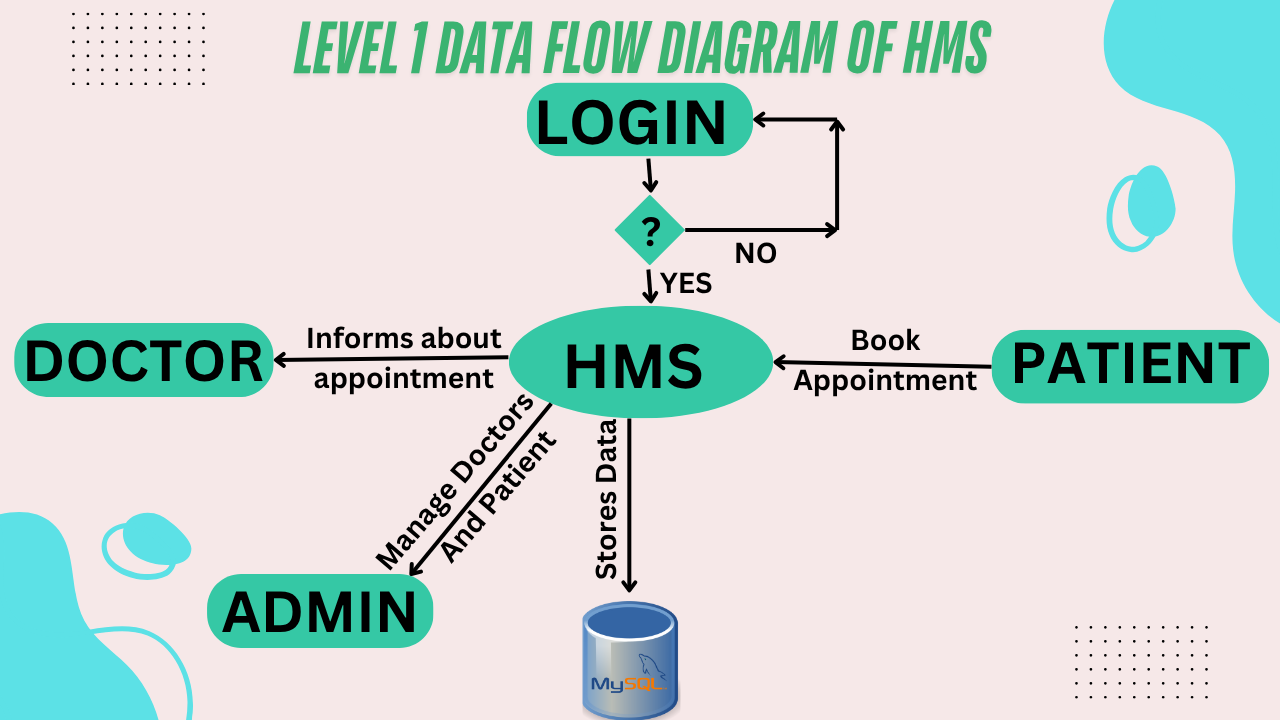 LEVEL 1 DATA FLOW DIAGRAM OF HMS
LOGIN
?
NO
YES
DOCTOR
Informs about
appointment
HMS
Book
Appointment
PATIENT
Manage Doctors
And Patient
Stores Data
ADMIN
MySQL